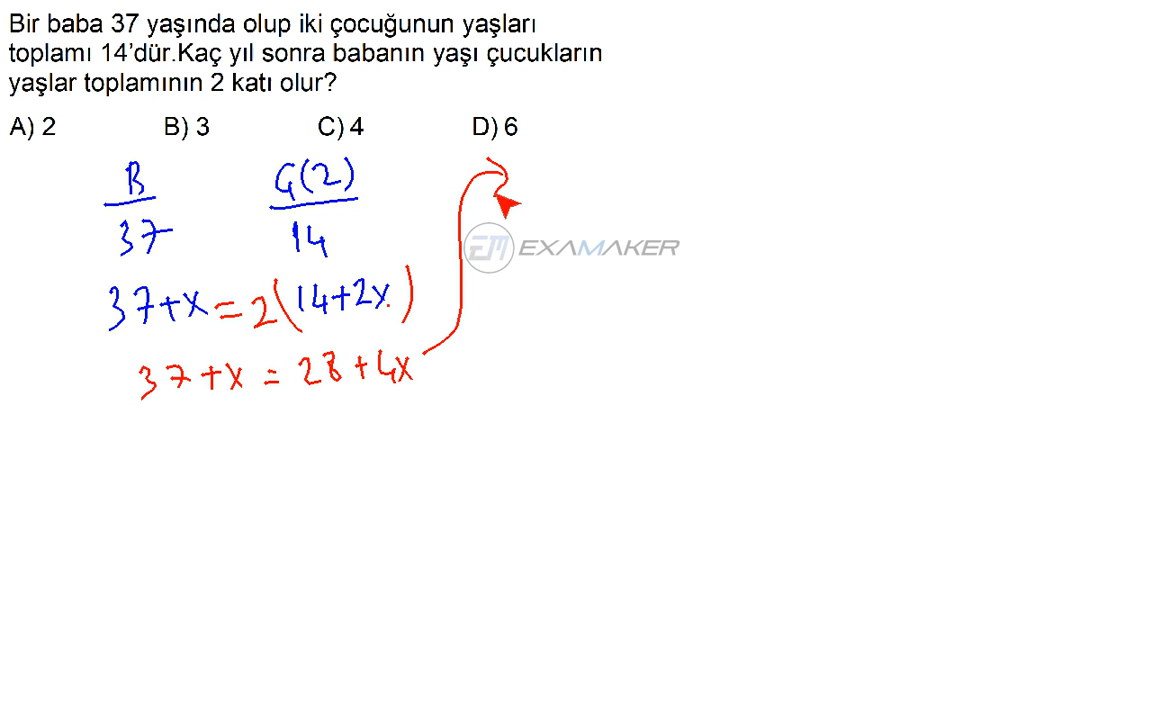 Bir baba 37 yaşında olup iki çocuğunun yaşları
toplamı 14’dür.Kaç yıl sonra babanın yaşı çucukların
yaşlar toplamının 2 katı olur?
A) 2 B) 3 C) 4 D) 6
B Ç(2)
37 14
EM EXAMAKER
37+x = 2(14+2x)
37+x = 28+4x